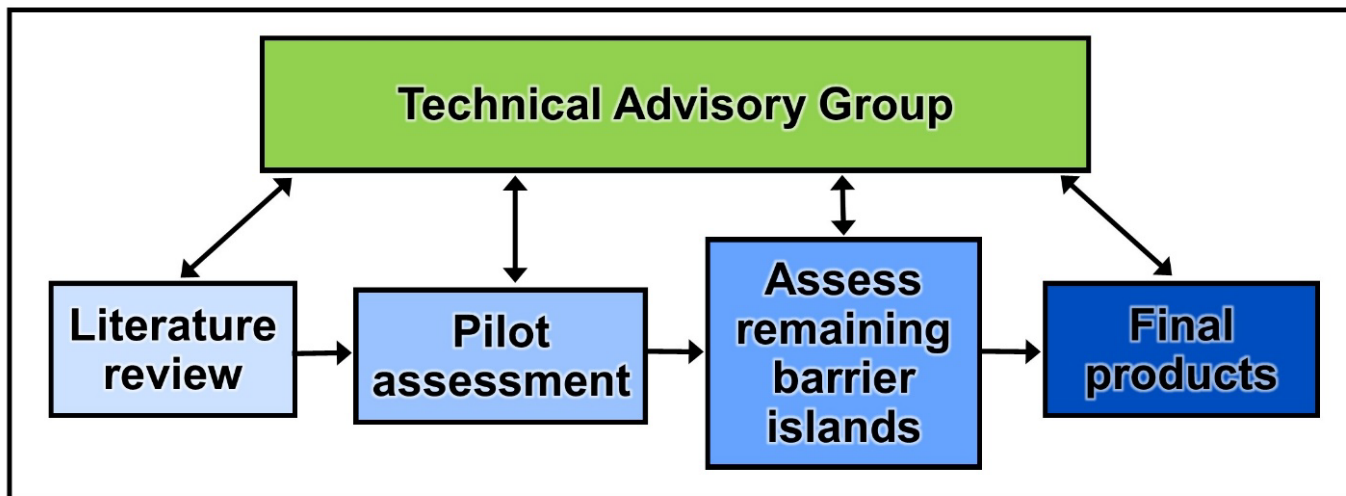 Technical Advisory Group
Literature
review
Pilot
assessment
Assess
remaining
barrier
islands
Final
products